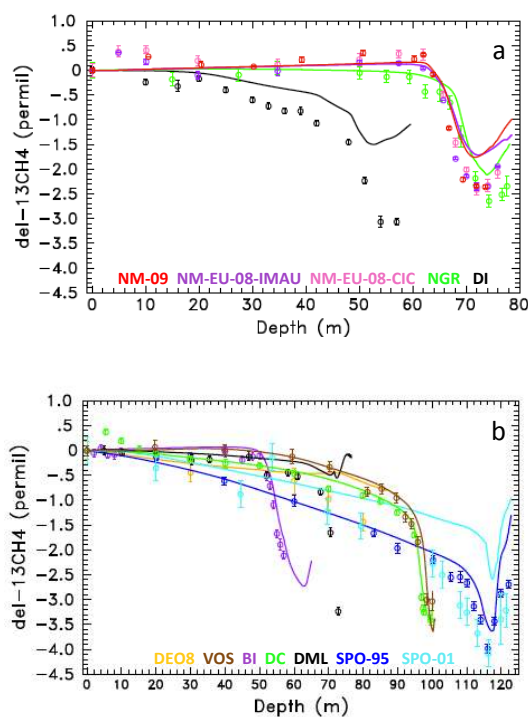 a
1.0
.5
0
-.5
-1.0
-1.5
-2.0
-2.5
-3.0
-3.5
-4.0
-4.5
del-13CH4 (permil)
NM-09 NM-EU-08-IMAU NM-EU-08-CIC NGR DI
0 10 20 30 40 50 60 70 80
Depth (m)
b
1.0
.5
0
-.5
-1.0
-1.5
-2.0
-2.5
-3.0
-3.5
-4.0
-4.5
del-13CH4 (permil)
DEO8 VOS BI DC DML SPO-95 SPO-01
0 10 20 30 40 50 60 70 80 90 100 110 120
Depth (m)